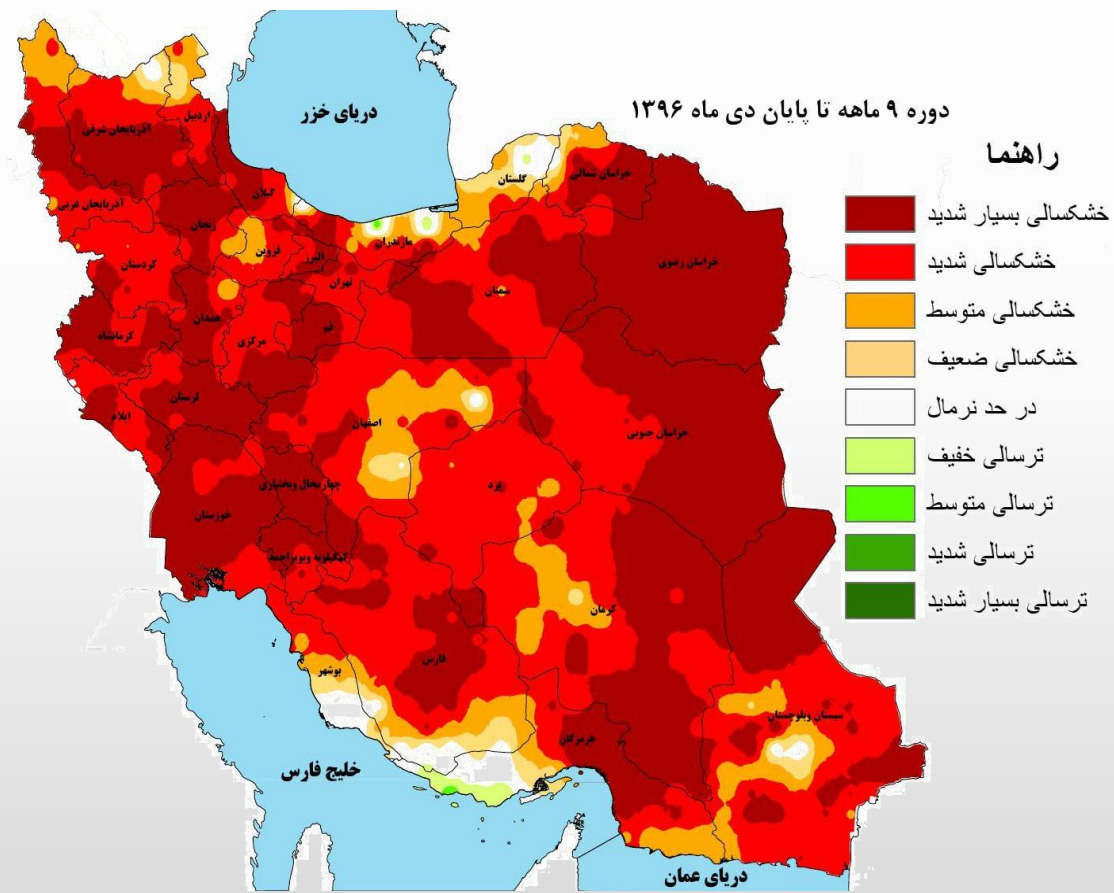 دوره ۹ ماهه تا پایان دی ماه ۱۳۹۶
راهنما
خشکسالی بسیار شدید
خشکسالی شدید
خشکسالی متوسط
خشکسالی ضعیف
در حد نرمال
ترسالی خفیف
ترسالی متوسط
ترسالی شدید
ترسالی بسیار شدید
دریای خزر
آذربایجان شرقی
اردبیل
گیلان
گلستان
خراسان شمالی
آذربایجان غربی
زنجان
قزوین
البرز
مازندران
تهران
سمنان
خراسان رضوی
کردستان
همدان
کرمانشاه
مرکزی
قم
لرستان
ایلام
اصفهان
خراسان جنوبی
چهارمحال وبختیاری
یزد
خوزستان
کهگیلویه وبویراحمد
کرمان
فارس
بوشهر
سیستان وبلوچستان
هرمزگان
خلیج فارس
دریای عمان